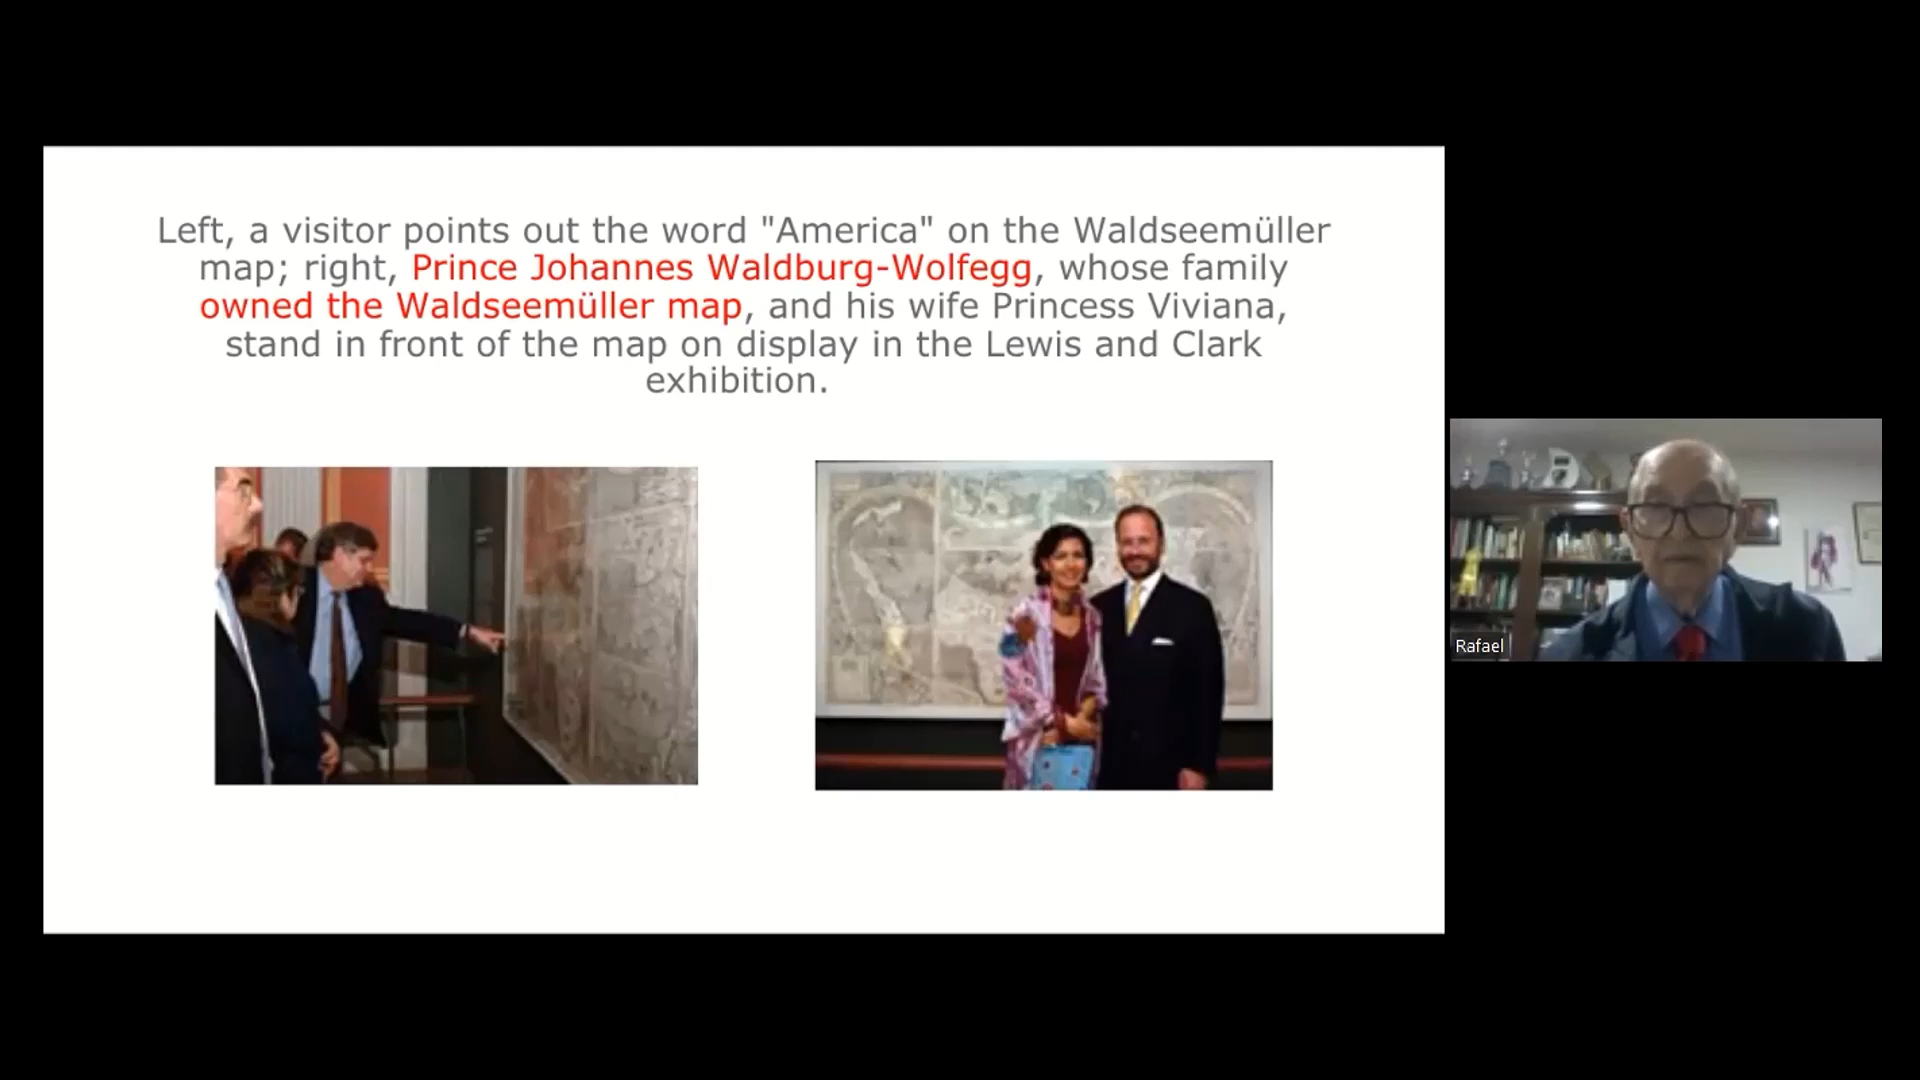 Left, a visitor points out the word "America" on the Waldseemüller
map; right, Prince Johannes Waldburg-Wolfegg, whose family
owned the Waldseemüller map, and his wife Princess Viviana,
stand in front of the map on display in the Lewis and Clark
exhibition.
Rafael